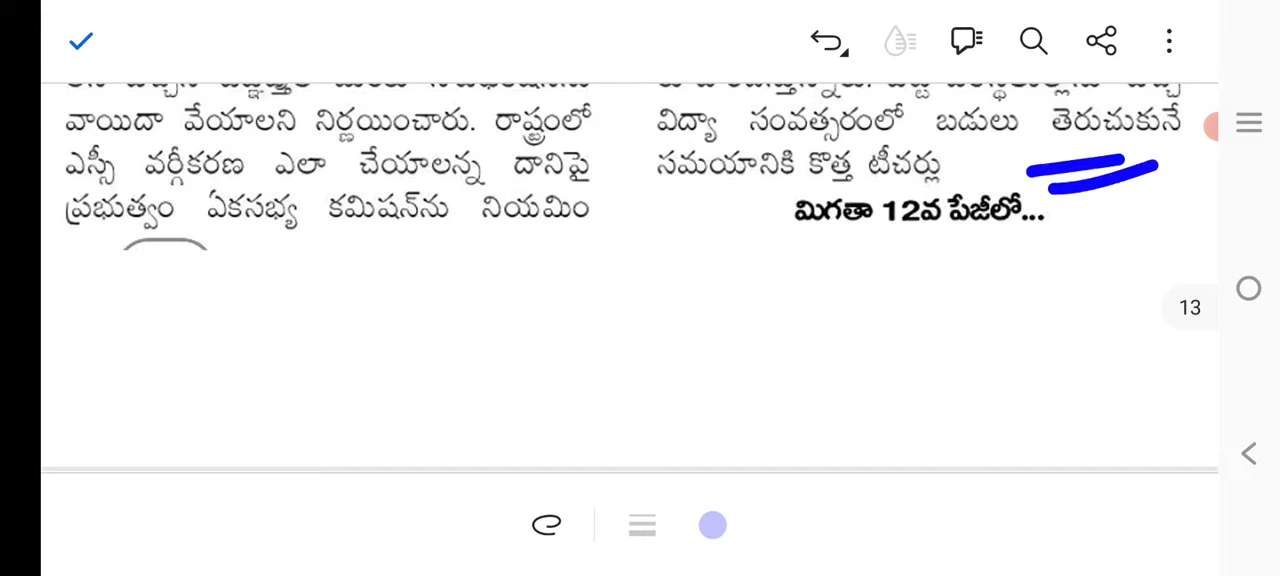 వాయిదా వేయాలని నిర్ణయించారు. రాష్ట్రంలో
ఎస్సీ వర్గీకరణ ఎలా చేయాలన్న దానిపై
ప్రభుత్వం ఏకసభ్య కమిషన్‌ను నియమిం
విద్యా సంవత్సరంలో బడులు తెరుచుకునే
సమయానికి కొత్త టీచర్లు
మిగతా 12వ పేజీలో...
13